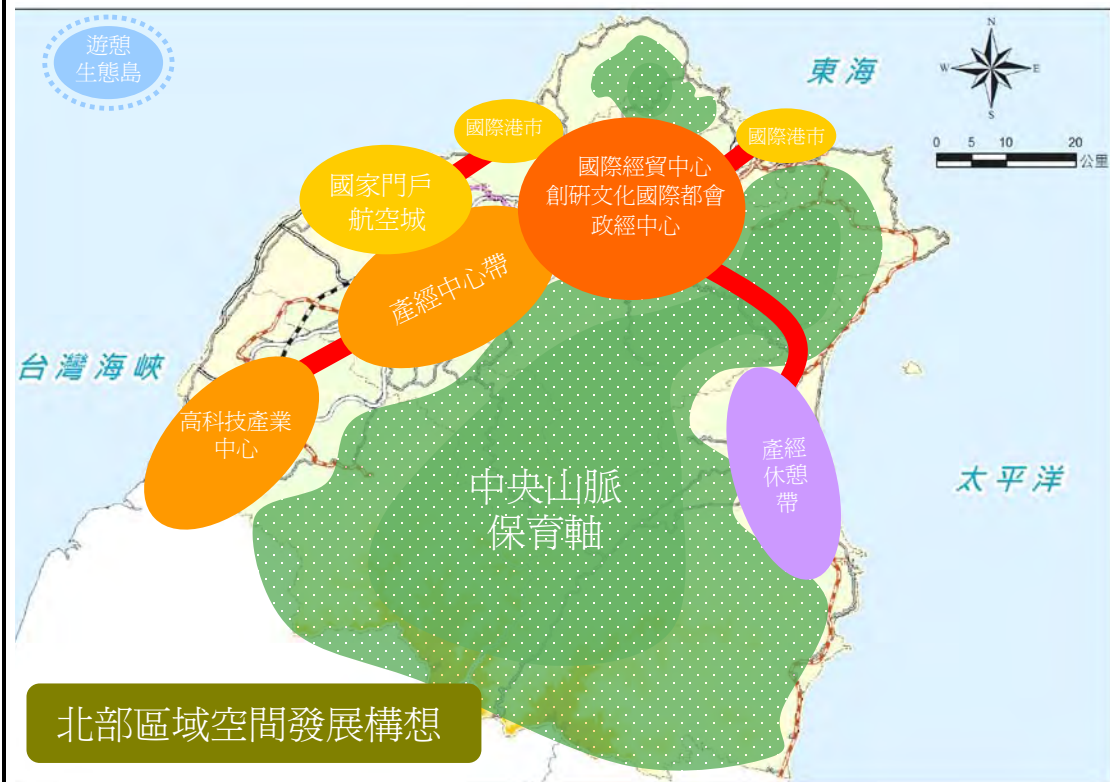 遊憩
生態島
東海
N
W
E
S
0 5 10 20
公里
國際港市
國際港市
國際經貿中心
創研文化國際都會
政經中心
國家門戶
航空城
產經中心帶
台灣海峽
高科技產業
中心
產經
休憩
帶
中央山脈
保育軸
太平洋
北部區域空間發展構想